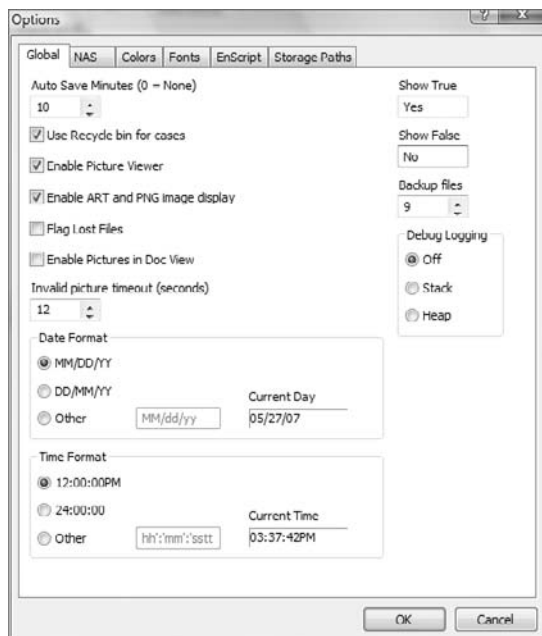 Options
Global NAS Colors Fonts EnScript Storage Paths
Auto Save Minutes (0 = None)
10
Use Recycle bin for cases
Enable Picture Viewer
Enable ART and PNG image display
Flag Lost Files
Enable Pictures in Doc View
Invalid picture timeout (seconds)
12
Show True
Yes
Show False
No
Backup files
9
Debug Logging
Off
Stack
Heap
Date Format
MM/DD/YY
DD/MM/YY
Other MM/dd/yy
Current Day
05/27/07
Time Format
12:00:00PM
24:00:00
Other hh':'mm':'sstt
Current Time
03:37:42PM
OK Cancel